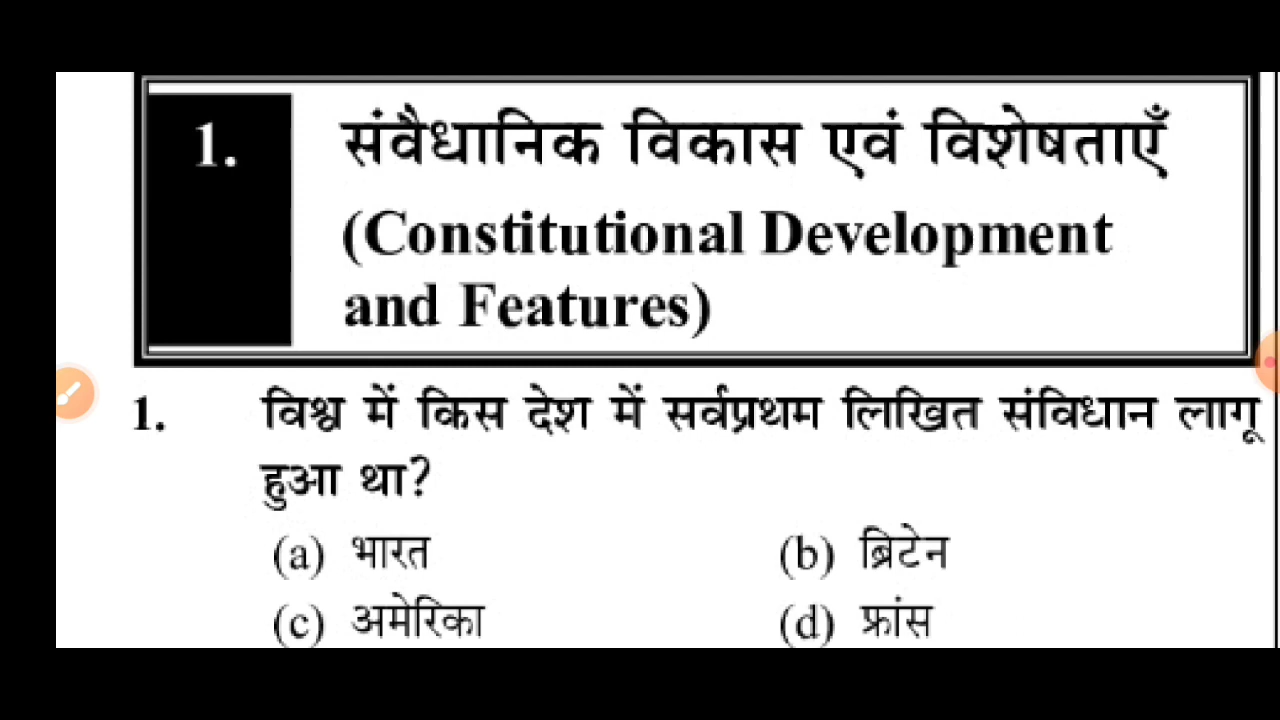 1. संवैधानिक विकास एवं विशेषताएँ
(Constitutional Development
and Features)
1. विश्व में किस देश में सर्वप्रथम लिखित संविधान लागू
हुआ था?
(a) भारत (b) ब्रिटेन
(c) अमेरिका (d) फ्रांस